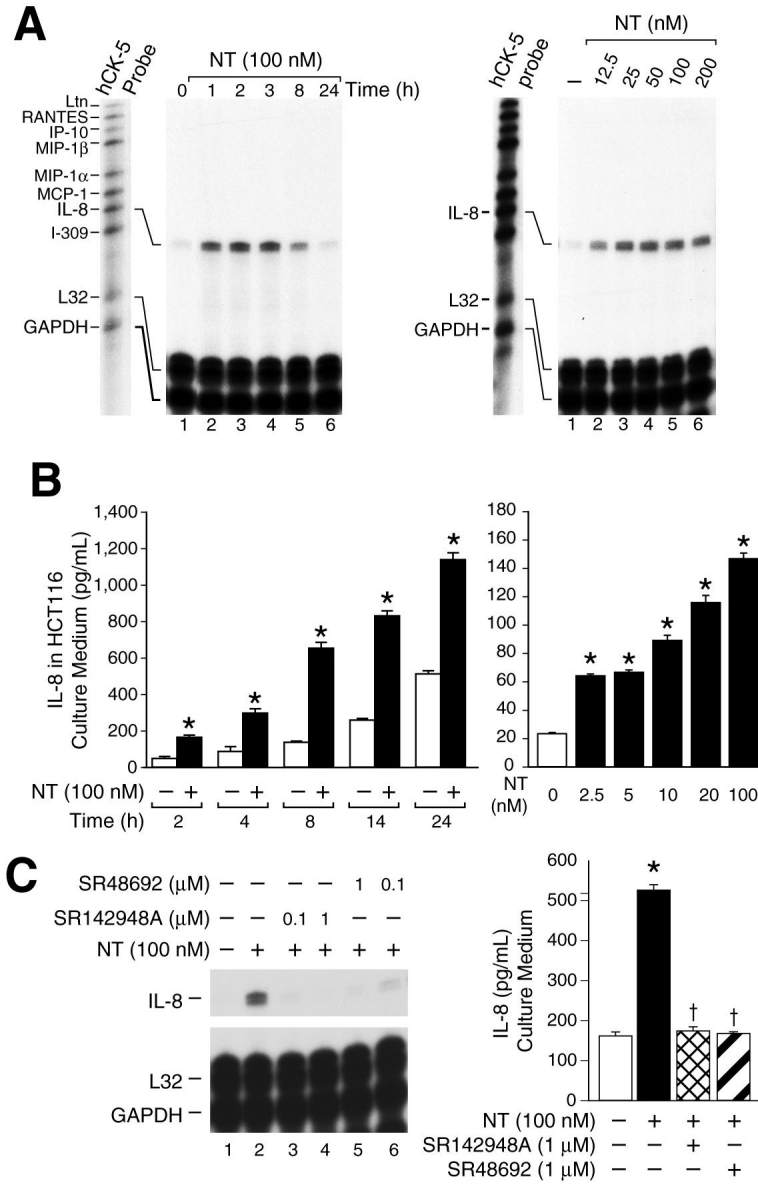 A
hCK-5
Probe
NT (100 nM)
0 1 2 3 8 24 Time (h)
Ltn
RANTES
IP-10
MIP-1β
MIP-1α
MCP-1
IL-8
I-309
L32
GAPDH
1 2 3 4 5 6
hCK-5
probe
NT (nM)
– 12.5 25 50 100 200
IL-8
L32
GAPDH
1 2 3 4 5 6
B
IL-8 in HCT116
Culture Medium (pg/mL)
1,400
1,200
1,000
800
600
400
200
0
* * * * *
NT (100 nM) – + – + – + – + – +
Time (h) 2 4 8 14 24
180
160
140
120
100
80
60
40
20
0
* * * * *
NT
(nM)
0 2.5 5 10 20 100
C
SR48692 (μM) – – – – 1 0.1
SR142948A (μM) – – 0.1 1 – –
NT (100 nM) – + + + + +
IL-8
L32
GAPDH
1 2 3 4 5 6
IL-8 (pg/mL)
Culture Medium
600
500
400
300
200
100
0
* † †
NT (100 nM) – + + +
SR142948A (1 μM) – – + –
SR48692 (1 μM) – – – +